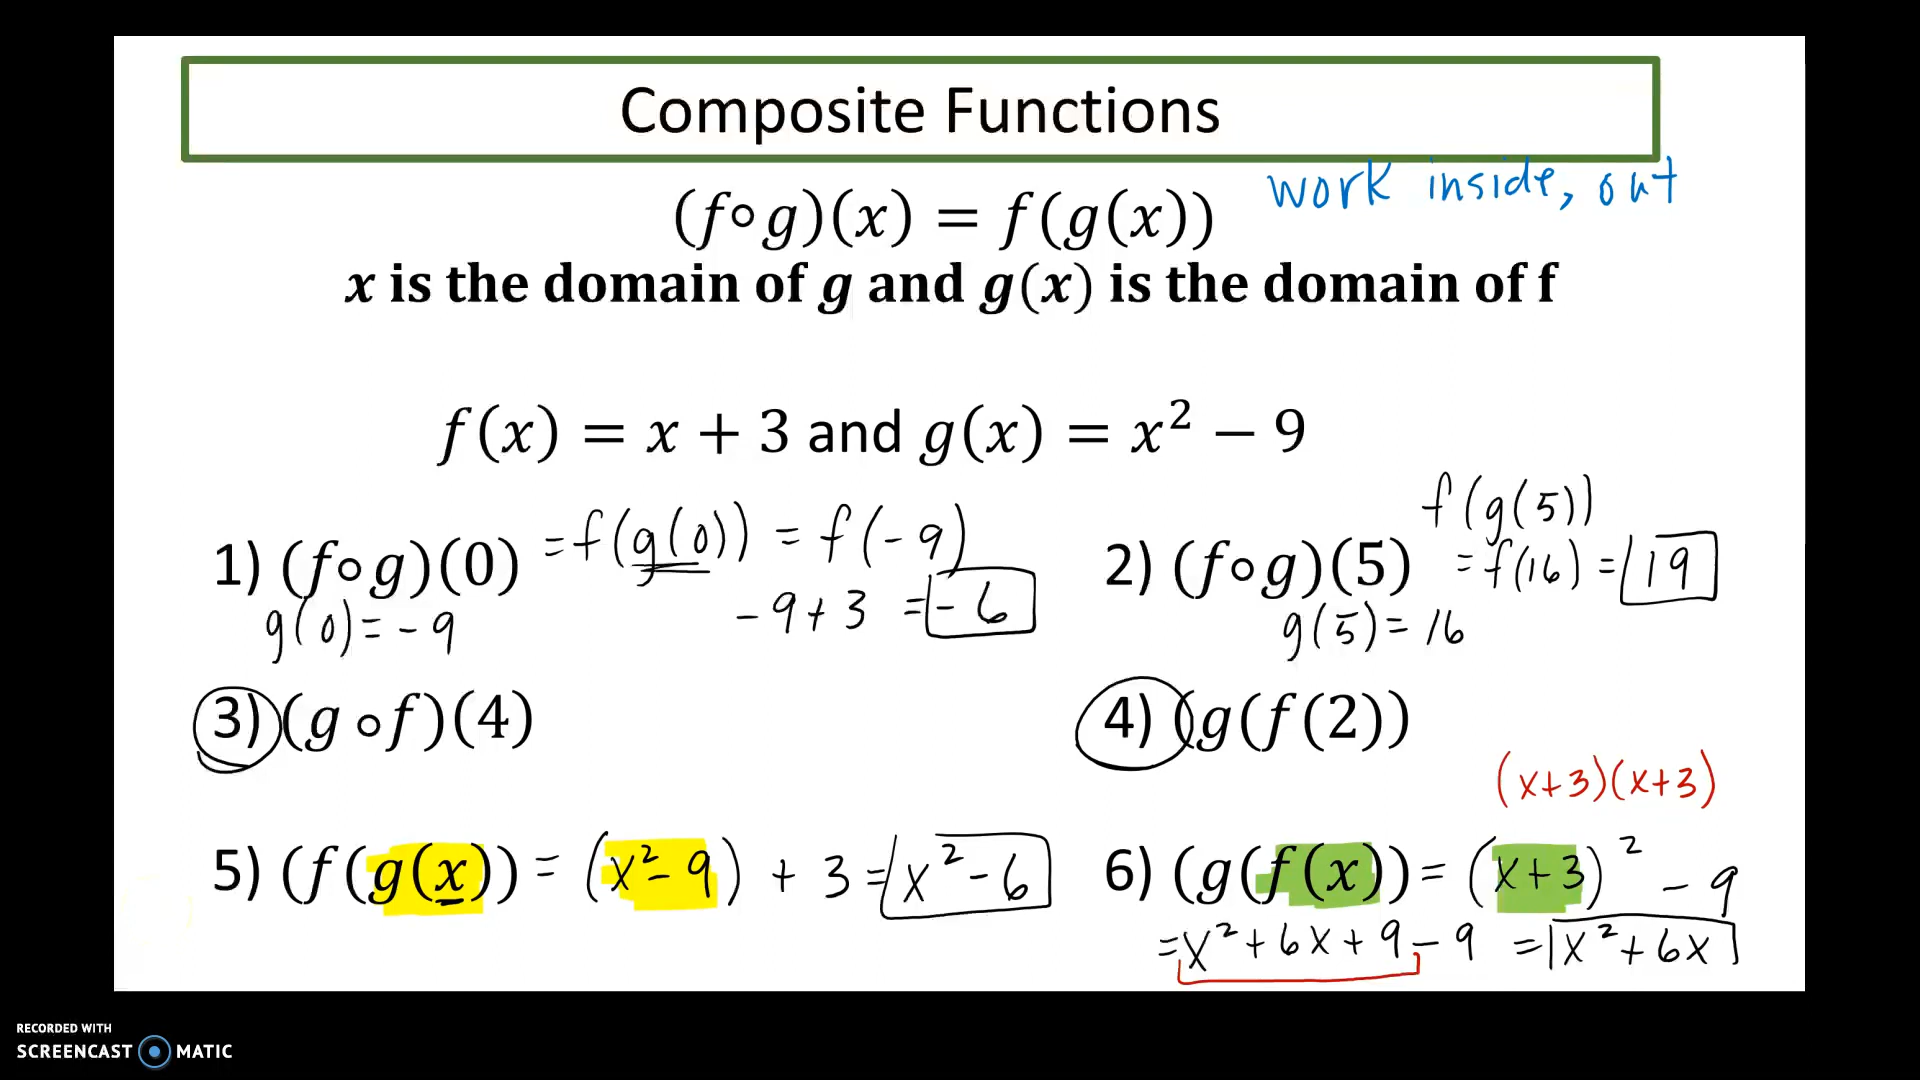 Composite Functions
work inside, out
(f∘g)(x) = f(g(x))
x is the domain of g and g(x) is the domain of f
f(x) = x + 3 and g(x) = x² − 9
1) (f∘g)(0) = f(g(0)) = f(-9)
g(0) = -9
-9+3 = -6
f(g(5))
2) (f∘g)(5) = f(16) = 19
g(5) = 16
3) (g∘f)(4)
4) (g(f(2))
5) (f(g(x)) = (x²-9) + 3 = x²-6
(x+3)(x+3)
6) (g(f(x)) = (x+3)² - 9
= x²+6x+9-9 = x²+6x
RECORDED WITH
SCREENCAST MATIC